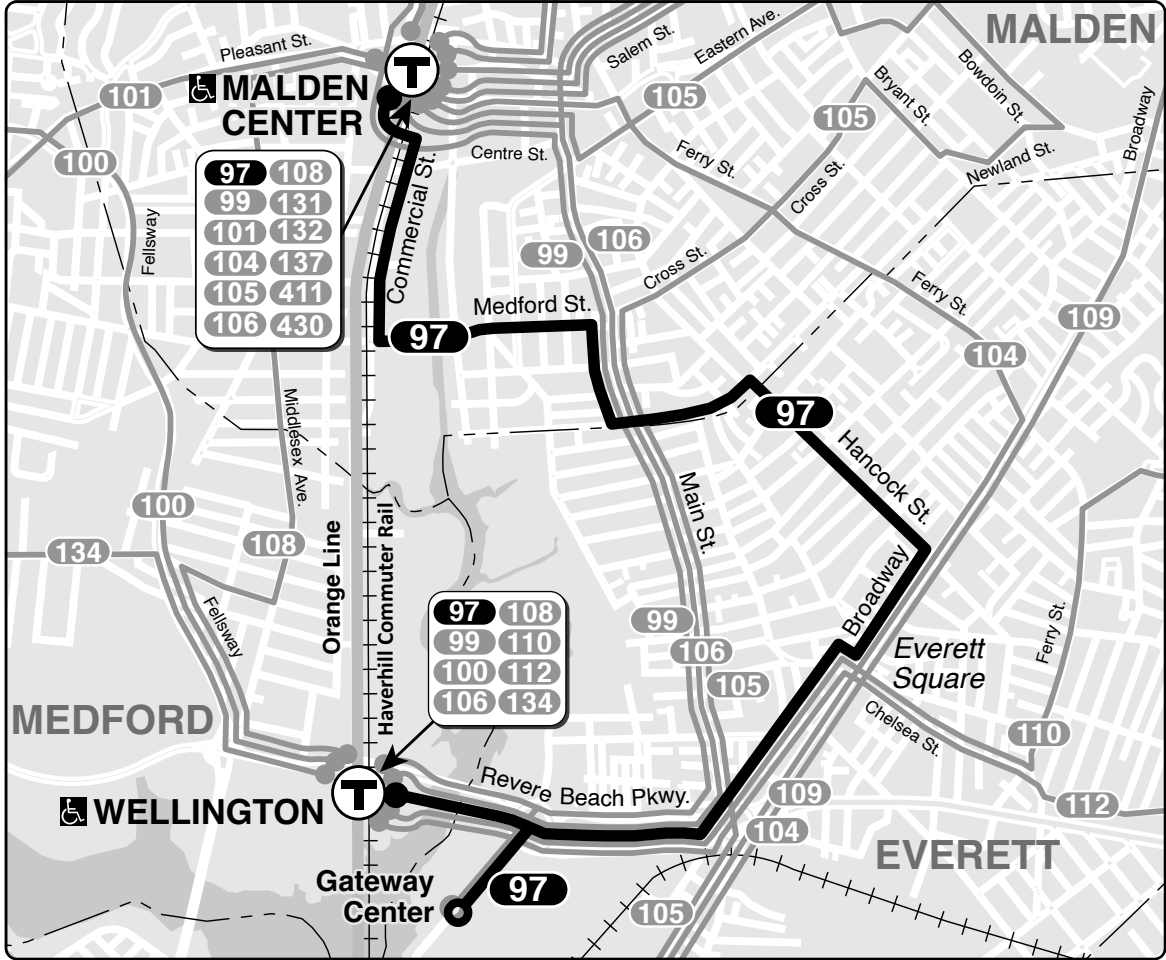 MALDEN
Pleasant St.
Salem St.
Eastern Ave.
Bowdoin St.
Bryant St.
Broadway
T
101
MALDEN
CENTER
105
105
100
Centre St.
Ferry St.
Newland St.
97 108
99 131
101 132
104 137
105 411
106 430
Commercial St.
Cross St.
Fellsway
99
106
Cross St.
Medford St.
Ferry St.
109
97
104
Middlesex Ave.
97
Hancock St.
Main St.
100
134
108
Orange Line
Haverhill Commuter Rail
Broadway
Fellsway
97 108
99 110
100 112
106 134
99
106
105
Everett
Square
Ferry St.
MEDFORD
Chelsea St.
110
T
WELLINGTON
Revere Beach Pkwy.
109
112
104
EVERETT
Gateway
Center
97
105